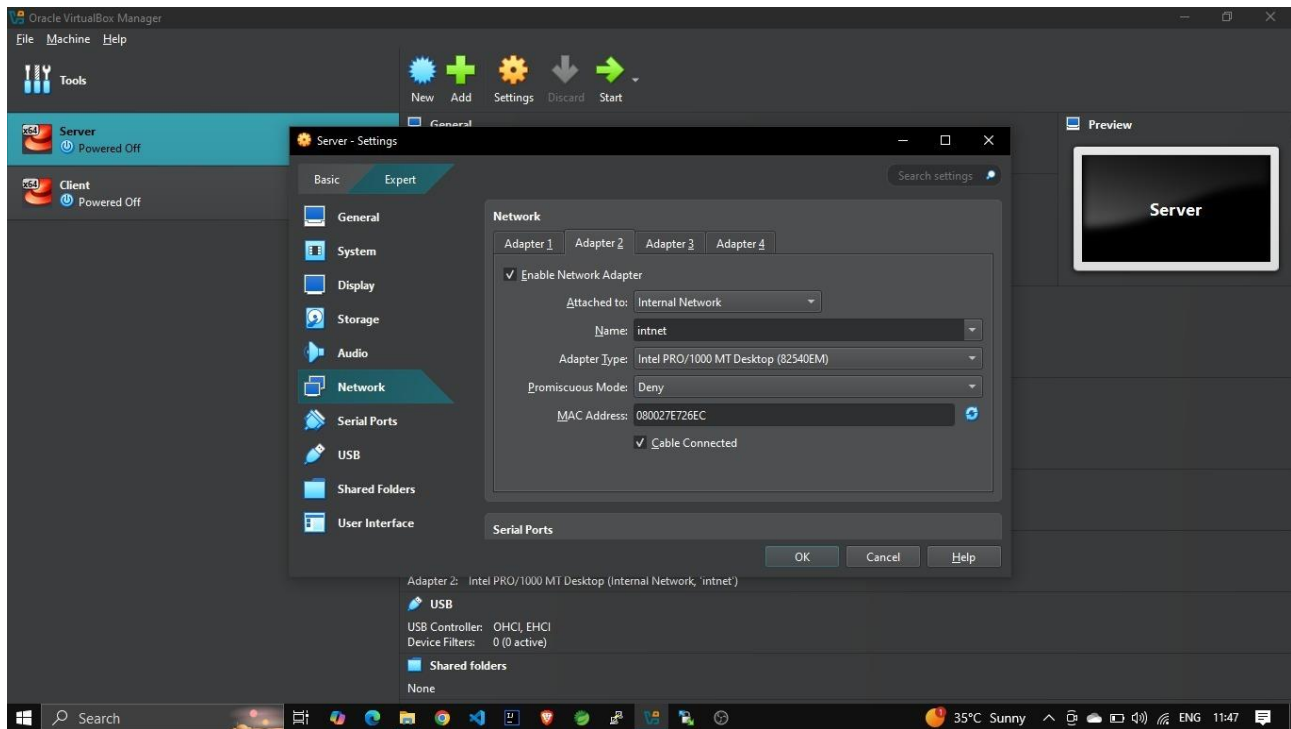 Oracle VirtualBox Manager
File Machine Help
Tools
New Add Settings Discard Start
x64 Server
Powered Off
x64 Client
Powered Off
General
Preview
Server
Server - Settings
Basic Expert
Search settings
General
System
Display
Storage
Audio
Network
Serial Ports
USB
Shared Folders
User Interface
Network
Adapter 1 Adapter 2 Adapter 3 Adapter 4
Enable Network Adapter
Attached to: Internal Network
Name: intnet
Adapter Type: Intel PRO/1000 MT Desktop (82540EM)
Promiscuous Mode: Deny
MAC Address: 080027E726EC
Cable Connected
Serial Ports
OK Cancel Help
Adapter 2: Intel PRO/1000 MT Desktop (Internal Network, 'intnet')
USB
USB Controller: OHCI, EHCI
Device Filters: 0 (0 active)
Shared folders
None
Search
35°C Sunny
ENG 11:47